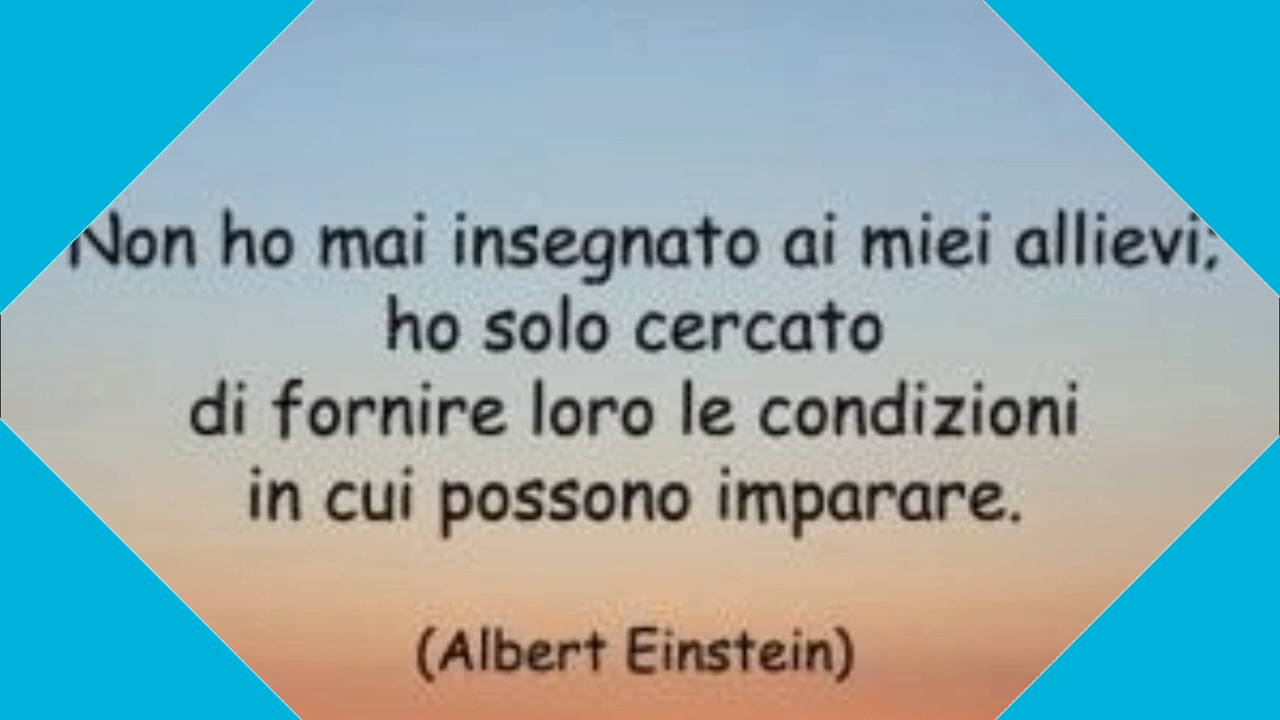 Non ho mai insegnato ai miei allievi;
ho solo cercato
di fornire loro le condizioni
in cui possono imparare.
(Albert Einstein)